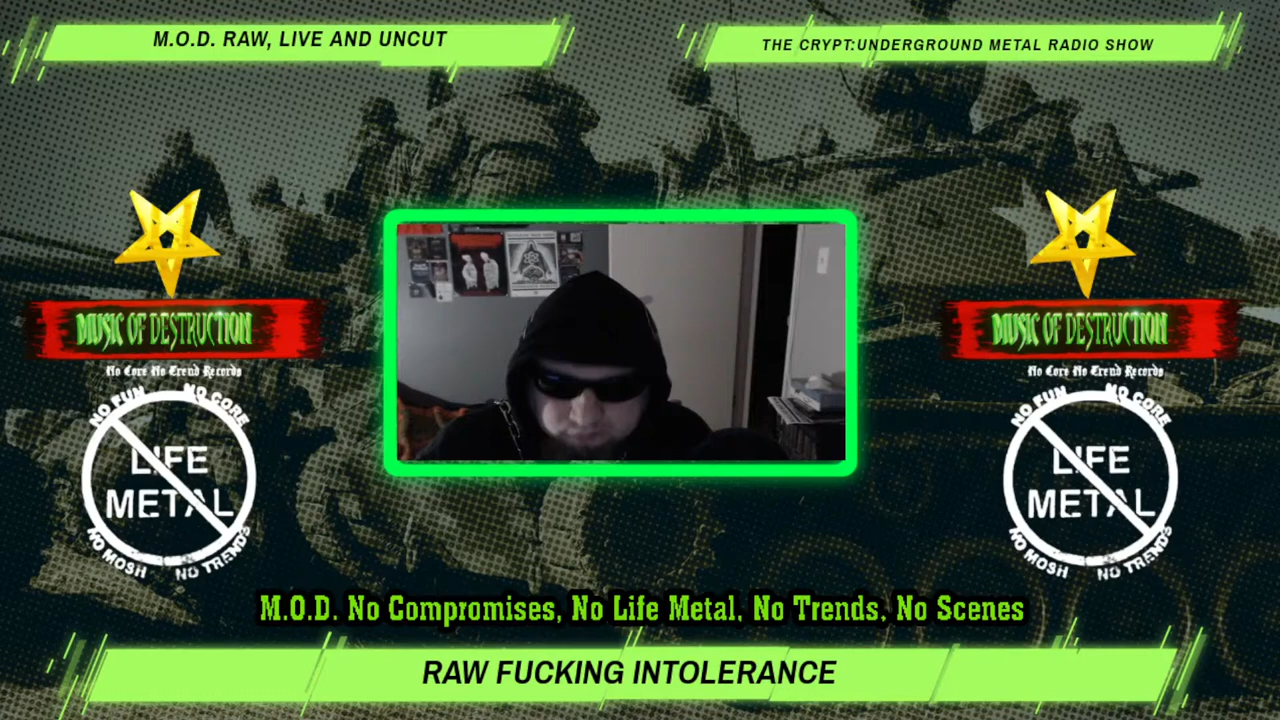 M.O.D. RAW, LIVE AND UNCUT
THE CRYPT:UNDERGROUND METAL RADIO SHOW
MUSIC OF DESTRUCTION
No Core No Trend Records
NO FUN NO CORE
LIFE
METAL
NO MOSH NO TRENDS
MUSIC OF DESTRUCTION
No Core No Trend Records
NO FUN NO CORE
LIFE
METAL
NO MOSH NO TRENDS
M.O.D. No Compromises, No Life Metal, No Trends, No Scenes
RAW FUCKING INTOLERANCE